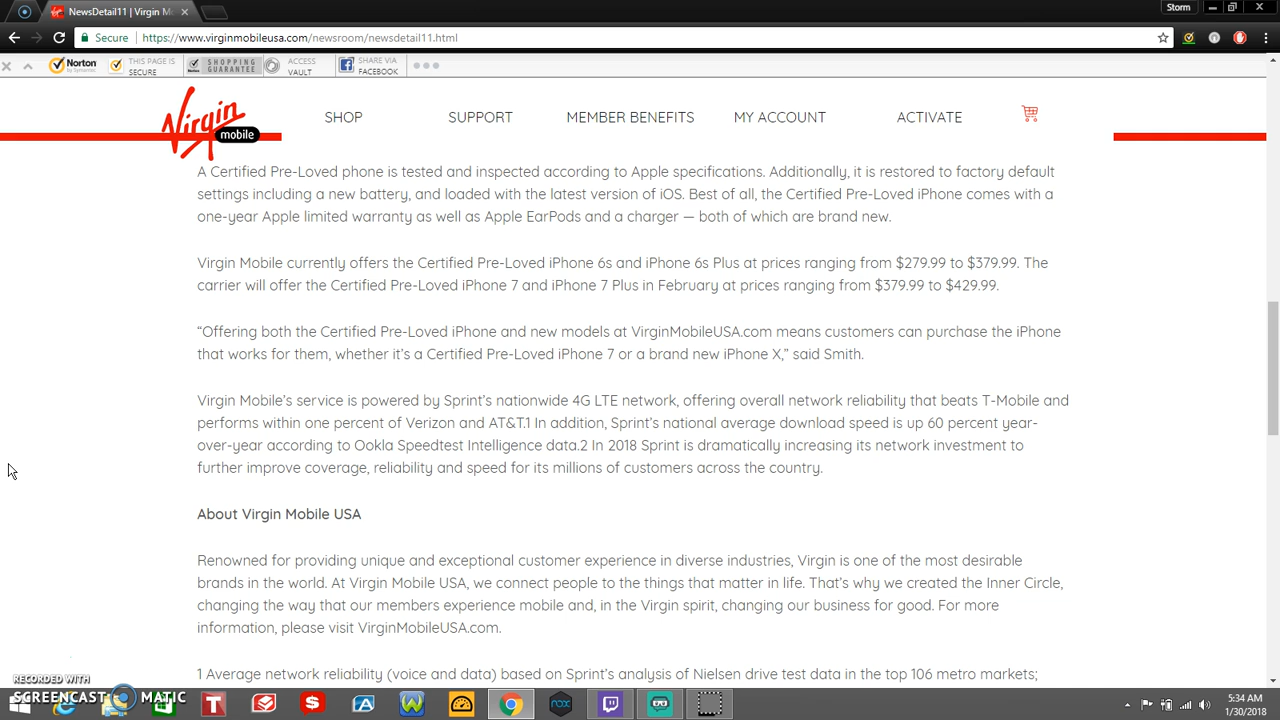 NewsDetail11 | Virgin M
Storm
Secure
https://www.virginmobileusa.com/newsroom/newsdetail11.html
Norton
by Symantec
THIS PAGE IS
SECURE
Norton
SHOPPING
GUARANTEE
ACCESS
VAULT
SHARE VIA
FACEBOOK
Virgin
mobile
SHOP
SUPPORT
MEMBER BENEFITS
MY ACCOUNT
ACTIVATE
A Certified Pre-Loved phone is tested and inspected according to Apple specifications. Additionally, it is restored to factory default
settings including a new battery, and loaded with the latest version of iOS. Best of all, the Certified Pre-Loved iPhone comes with a
one-year Apple limited warranty as well as Apple EarPods and a charger — both of which are brand new.
Virgin Mobile currently offers the Certified Pre-Loved iPhone 6s and iPhone 6s Plus at prices ranging from $279.99 to $379.99. The
carrier will offer the Certified Pre-Loved iPhone 7 and iPhone 7 Plus in February at prices ranging from $379.99 to $429.99.
“Offering both the Certified Pre-Loved iPhone and new models at VirginMobileUSA.com means customers can purchase the iPhone
that works for them, whether it’s a Certified Pre-Loved iPhone 7 or a brand new iPhone X,” said Smith.
Virgin Mobile’s service is powered by Sprint’s nationwide 4G LTE network, offering overall network reliability that beats T-Mobile and
performs within one percent of Verizon and AT&T.1 In addition, Sprint’s national average download speed is up 60 percent year-
over-year according to Ookla Speedtest Intelligence data.2 In 2018 Sprint is dramatically increasing its network investment to
further improve coverage, reliability and speed for its millions of customers across the country.
About Virgin Mobile USA
Renowned for providing unique and exceptional customer experience in diverse industries, Virgin is one of the most desirable
brands in the world. At Virgin Mobile USA, we connect people to the things that matter in life. That’s why we created the Inner Circle,
changing the way that our members experience mobile and, in the Virgin spirit, changing our business for good. For more
information, please visit VirginMobileUSA.com.
1 Average network reliability (voice and data) based on Sprint’s analysis of Nielsen drive test data in the top 106 metro markets;
RECORDED WITH
SCREENCAST MATIC
5:34 AM
1/30/2018